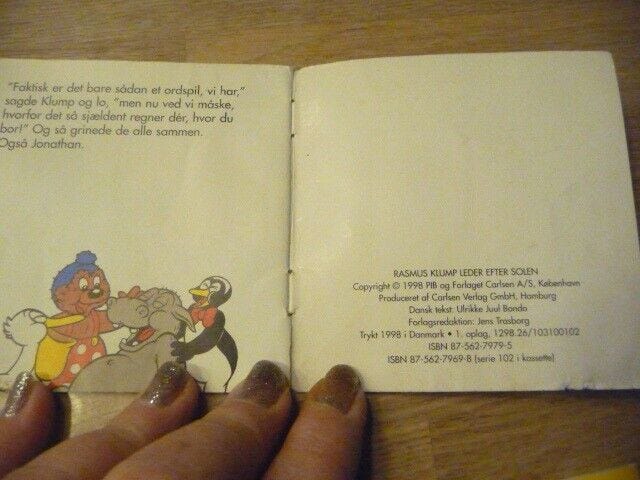 "Faktisk er det bare sådan et ordspil, vi har,"
sagde Klump og lo, "men nu ved vi måske,
hvorfor det så sjældent regner dér, hvor du
bor!" Og så grinede de alle sammen.
Også Jonathan.
RASMUS KLUMP LEDER EFTER SOLEN
Copyright © 1998 PIB og Forlaget Carlsen A/S, København
Produceret af Carlsen Verlag GmbH, Hamburg
Dansk tekst: Ulrikke Juul Bondo
Forlagsredaktion: Jens Trasborg
Trykt 1998 i Danmark • 1. oplag, 1298.26/103100102
ISBN 87-562-7979-5
ISBN 87-562-7969-8 (serie 102 i kassette)